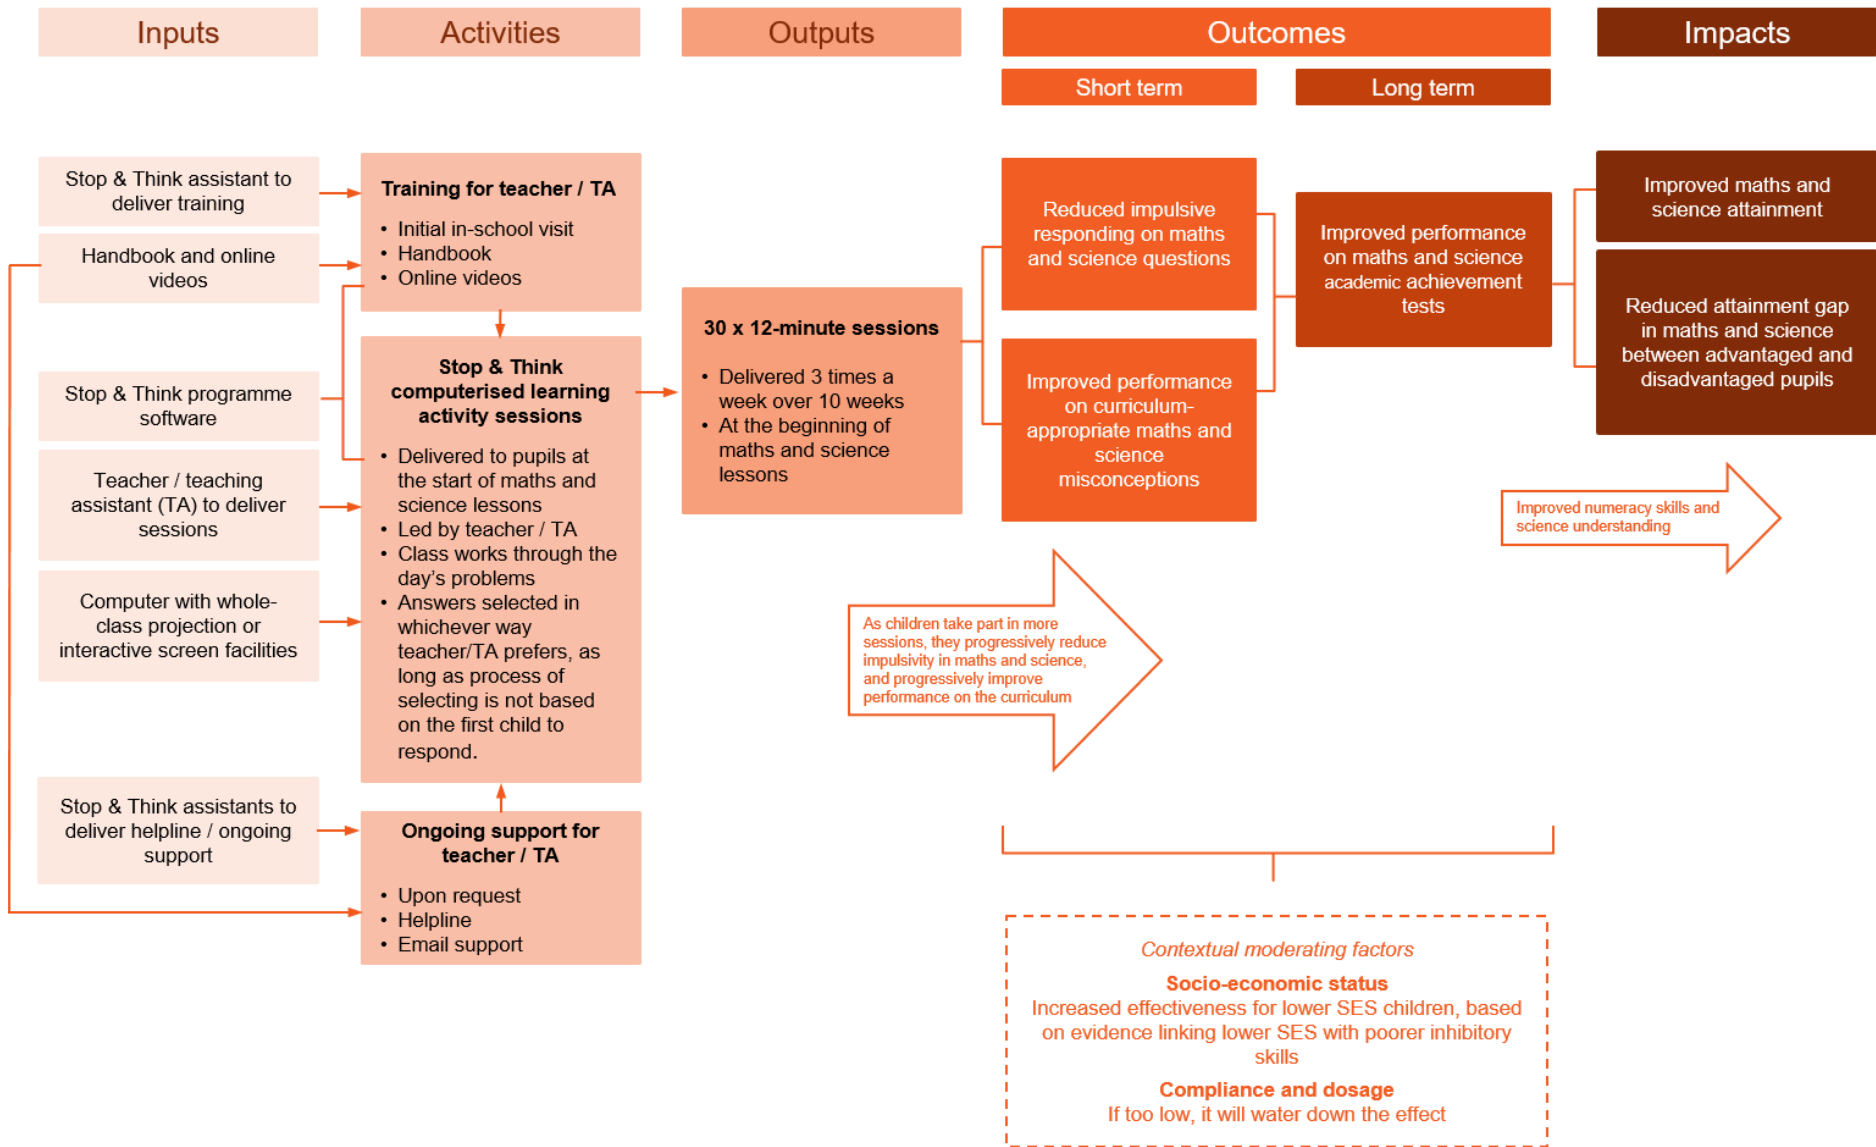 Inputs
Activities
Outputs
Outcomes
Impacts
Short term
Long term
Stop & Think assistant to
deliver training
Handbook and online
videos
Stop & Think programme
software
Teacher / teaching
assistant (TA) to deliver
sessions
Computer with whole-
class projection or
interactive screen facilities
Stop & Think assistants to
deliver helpline / ongoing
support
Training for teacher / TA
• Initial in-school visit
• Handbook
• Online videos
Stop & Think
computerised learning
activity sessions
• Delivered to pupils at
the start of maths and
science lessons
• Led by teacher / TA
• Class works through the
day’s problems
• Answers selected in
whichever way
teacher/TA prefers, as
long as process of
selecting is not based
on the first child to
respond.
Ongoing support for
teacher / TA
• Upon request
• Helpline
• Email support
30 x 12-minute sessions
• Delivered 3 times a
week over 10 weeks
• At the beginning of
maths and science
lessons
Reduced impulsive
responding on maths
and science questions
Improved performance
on curriculum-
appropriate maths and
science
misconceptions
Improved performance
on maths and science
academic achievement
tests
Improved maths and
science attainment
Reduced attainment gap
in maths and science
between advantaged and
disadvantaged pupils
As children take part in more
sessions, they progressively reduce
impulsivity in maths and science,
and progressively improve
performance on the curriculum
Improved numeracy skills and
science understanding
Contextual moderating factors
Socio-economic status
Increased effectiveness for lower SES children, based
on evidence linking lower SES with poorer inhibitory
skills
Compliance and dosage
If too low, it will water down the effect